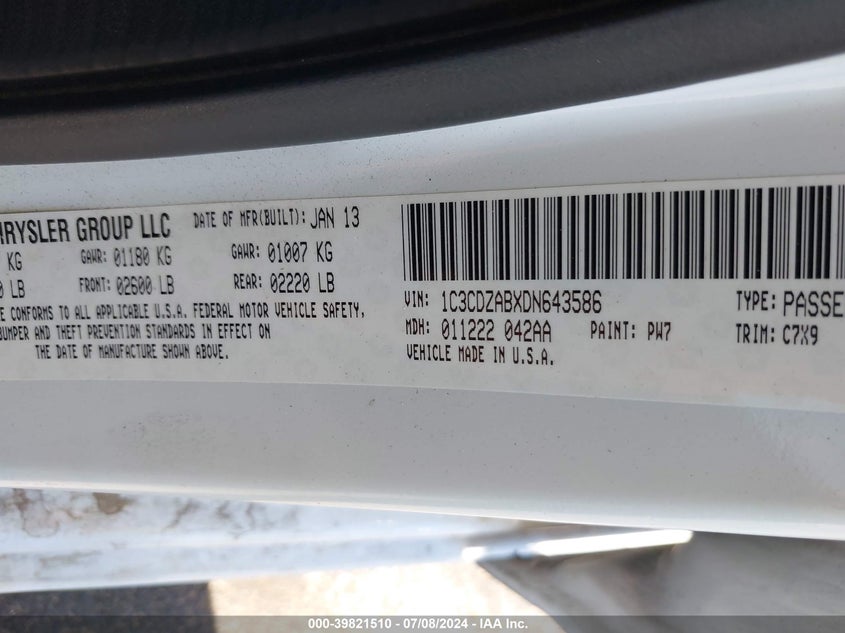 HRYSLER GROUP LLC DATE OF MFR(BUILT): JAN 13
KG GAWR: 01180 KG GAWR: 01007 KG
LB FRONT: 02600 LB REAR: 02220 LB
E CONFORMS TO ALL APPLICABLE U.S.A. FEDERAL MOTOR VEHICLE SAFETY,
BUMPER AND THEFT PREVENTION STANDARDS IN EFFECT ON
THE DATE OF MANUFACTURE SHOWN ABOVE.
VIN: 1C3CDZABXDN643586 TYPE: PASSE
MDH: 011222 042AA PAINT: PW7 TRIM: C7X9
VEHICLE MADE IN U.S.A.
000-39821510 - 07/08/2024 - IAA Inc.